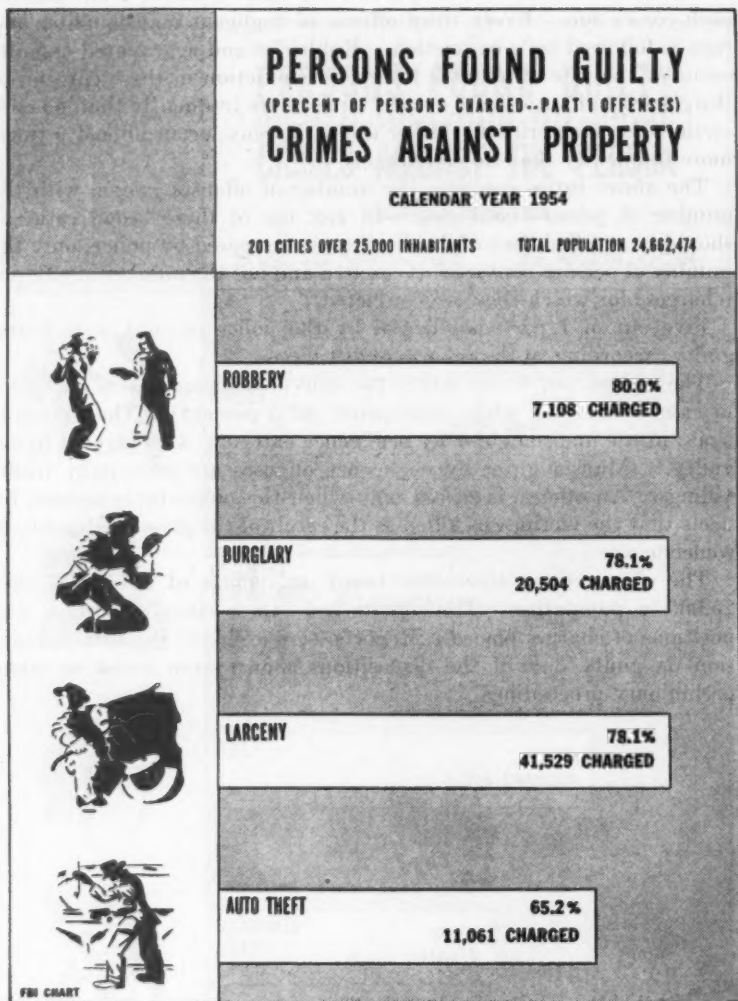 PERSONS FOUND GUILTY
(PERCENT OF PERSONS CHARGED--PART I OFFENSES)
CRIMES AGAINST PROPERTY
CALENDAR YEAR 1954
201 CITIES OVER 25,000 INHABITANTS TOTAL POPULATION 24,662,474
ROBBERY 80.0%
7,108 CHARGED
BURGLARY 78.1%
20,504 CHARGED
LARCENY 78.1%
41,529 CHARGED
AUTO THEFT 65.2%
11,061 CHARGED
FBI CHART